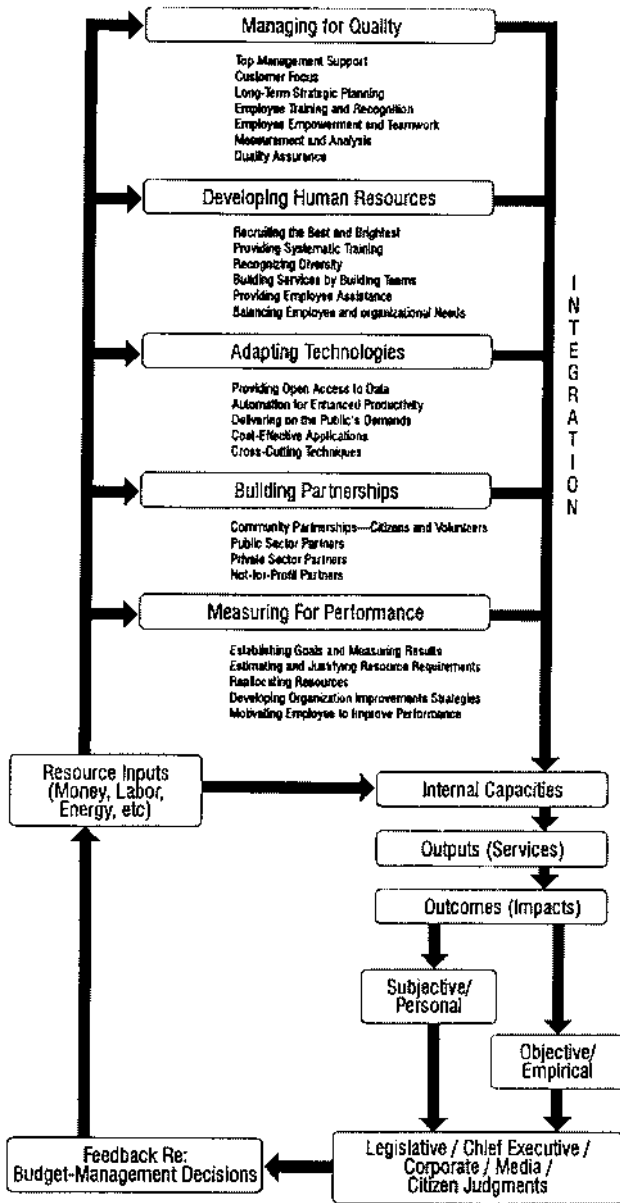 Managing for Quality
Top Management Support
Customer Focus
Long-Term Strategic Planning
Employee Training and Recognition
Employee Empowerment and Teamwork
Measurement and Analysis
Quality Assurance
Developing Human Resources
Recruiting the Best and Brightest
Providing Systematic Training
Recognizing Diversity
Building Services by Building Teams
Providing Employee Assistance
Balancing Employee and organizational Needs
Adapting Technologies
Providing Open Access to Data
Automation for Enhanced Productivity
Delivering on the Public's Demands
Cost-Effective Applications
Cross-Cutting Techniques
Building Partnerships
Community Partnerships—Citizens and Volunteers
Public Sector Partners
Private Sector Partners
Not-for-Profit Partners
Measuring For Performance
Establishing Goals and Measuring Results
Estimating and Justifying Resource Requirements
Reallocating Resources
Developing Organization Improvements Strategies
Motivating Employee to Improve Performance
INTEGRATION
Resource Inputs
(Money, Labor,
Energy, etc)
Internal Capacities
Outputs (Services)
Outcomes (Impacts)
Subjective/
Personal
Objective/
Empirical
Legislative / Chief Executive /
Corporate / Media /
Citizen Judgments
Feedback Re:
Budget-Management Decisions